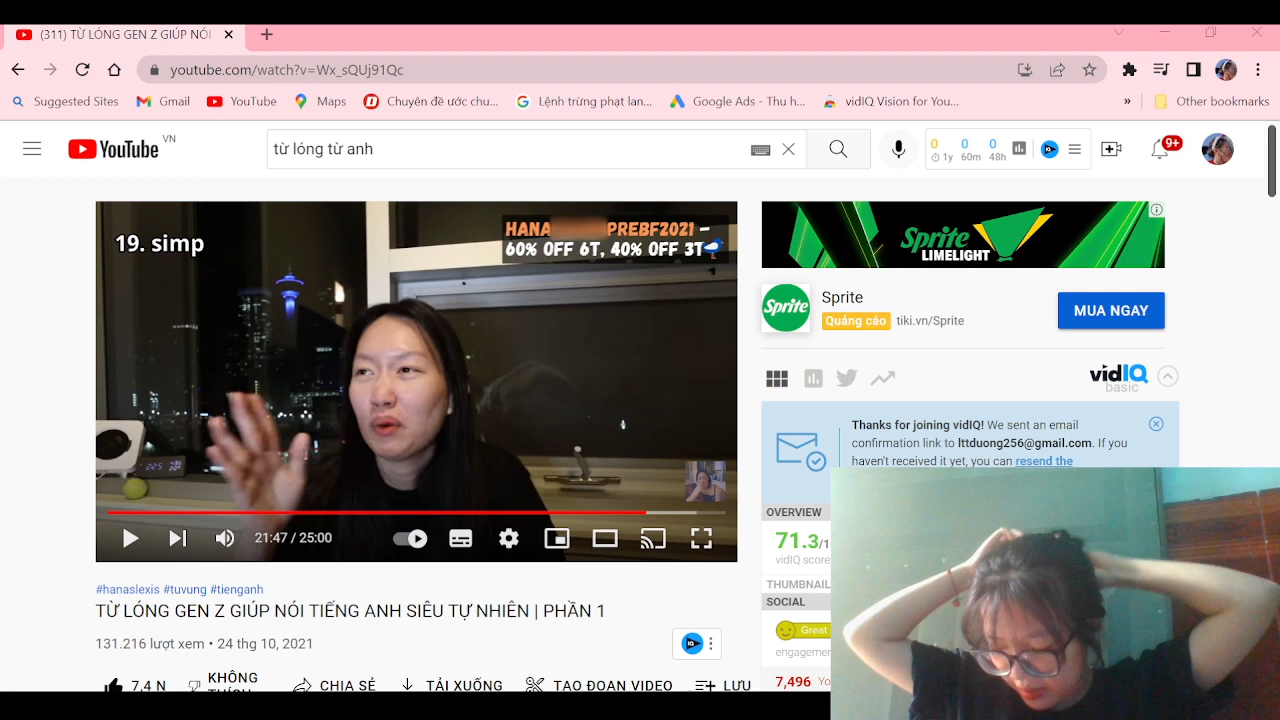 (311) TỪ LÓNG GEN Z GIÚP NÓI
youtube.com/watch?v=Wx_sQUj91Qc
Suggested Sites
Gmail
YouTube
Maps
Chuyên đề ước chu...
Lệnh trừng phạt lan...
Google Ads - Thu h...
vidIQ Vision for You...
»
Other bookmarks
YouTube VN
từ lóng từ anh
0 0 0
1y 60m 48h
9+
19. simp
HANA PREBF2021 -
60% OFF 6T, 40% OFF 3T
225 20
21:47 / 25:00
Sprite
LIMELIGHT
Sprite
Sprite
Quảng cáo tiki.vn/Sprite
MUA NGAY
vidIQ
basic
Thanks for joining vidIQ! We sent an email
confirmation link to lttduong256@gmail.com. If you
haven't received it yet, you can resend the
OVERVIEW
71.3/1
vidIQ score
THUMBNAIL
SOCIAL
Great
engagemen
7,496 Yo
#hanaslexis #tuvung #tienganh
TỪ LÓNG GEN Z GIÚP NÓI TIẾNG ANH SIÊU TỰ NHIÊN | PHẦN 1
131.216 lượt xem • 24 thg 10, 2021
7,4 N
KHÔNG
THÍCH
CHIA SẺ
TẢI XUỐNG
TẠO ĐOẠN VIDEO
LƯU